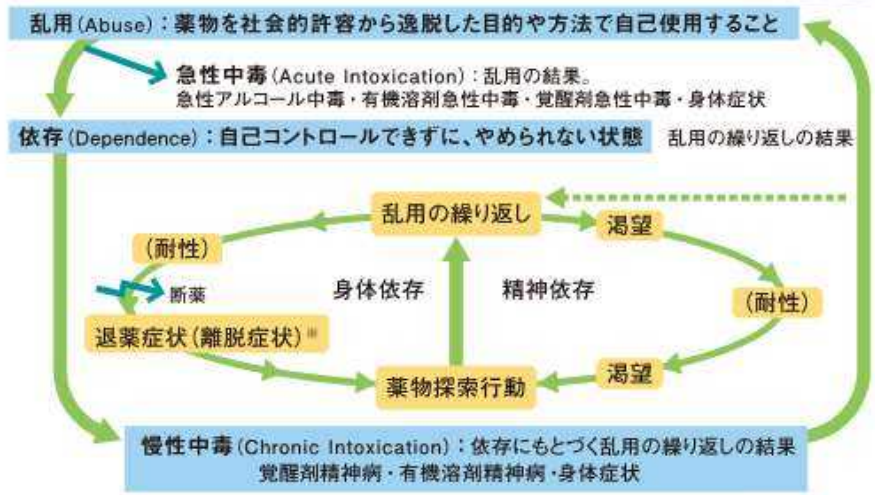 乱用(Abuse):薬物を社会的許容から逸脱した目的や方法で自己使用すること
急性中毒(Acute Intoxication):乱用の結果。
急性アルコール中毒・有機溶剤急性中毒・覚醒剤急性中毒・身体症状
依存(Dependence):自己コントロールできずに、やめられない状態
乱用の繰り返しの結果
乱用の繰り返し
渇望
(耐性)
断薬
身体依存
精神依存
(耐性)
退薬症状(離脱症状)※
渇望
薬物探索行動
慢性中毒(Chronic Intoxication):依存にもとづく乱用の繰り返しの結果
覚醒剤精神病・有機溶剤精神病・身体症状